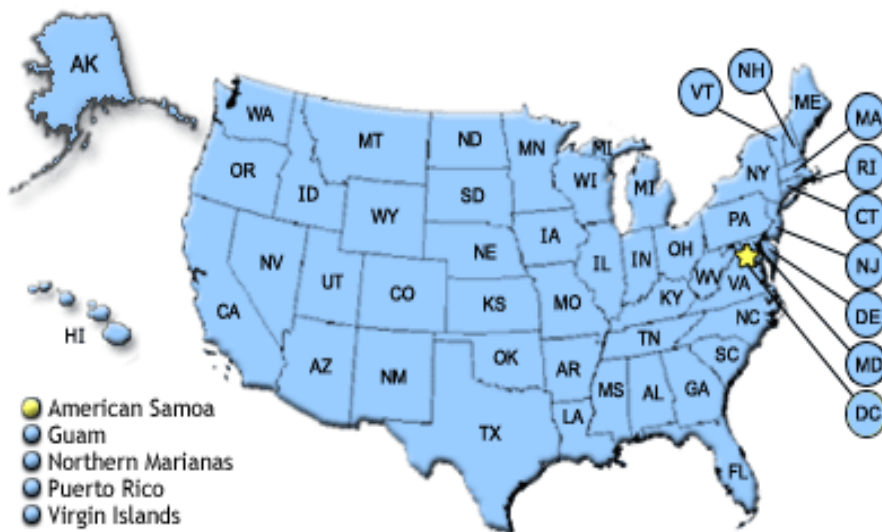 AK
WA
OR
CA
ID
NV
MT
WY
UT
AZ
CO
NM
ND
SD
NE
KS
OK
TX
MN
IA
MO
AR
LA
WI
IL
MI
MI
IN
OH
KY
TN
MS
AL
GA
FL
SC
NC
VA
WV
PA
NY
ME
VT
NH
MA
RI
CT
NJ
DE
MD
DC
HI
American Samoa
Guam
Northern Marianas
Puerto Rico
Virgin Islands